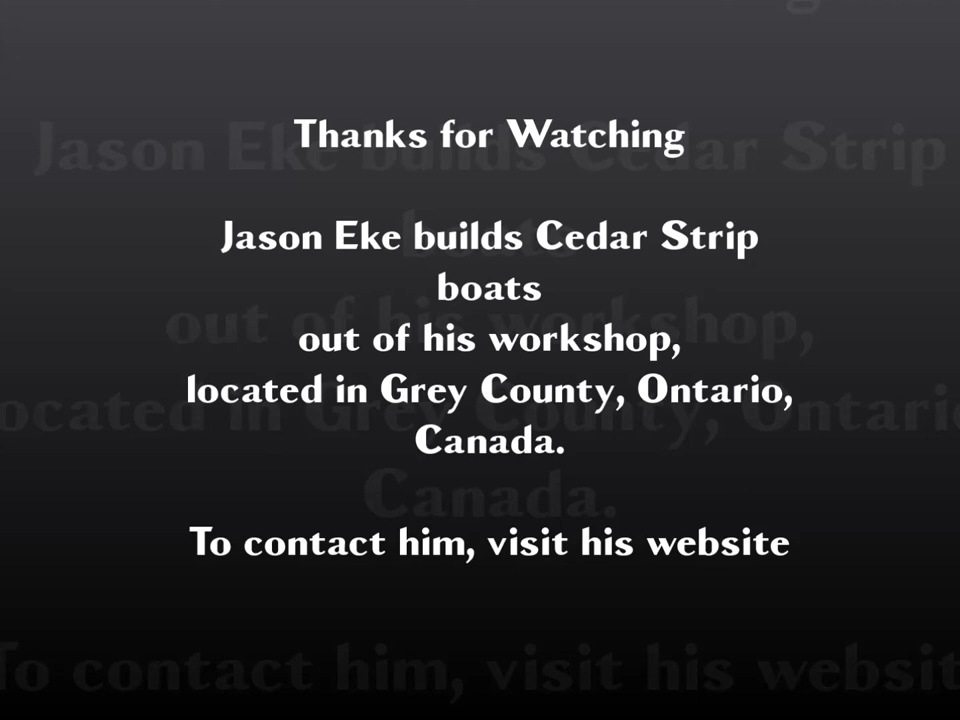 Thanks for Watching
Jason Eke builds Cedar Strip
boats
out of his workshop,
located in Grey County, Ontario,
Canada.
To contact him, visit his website